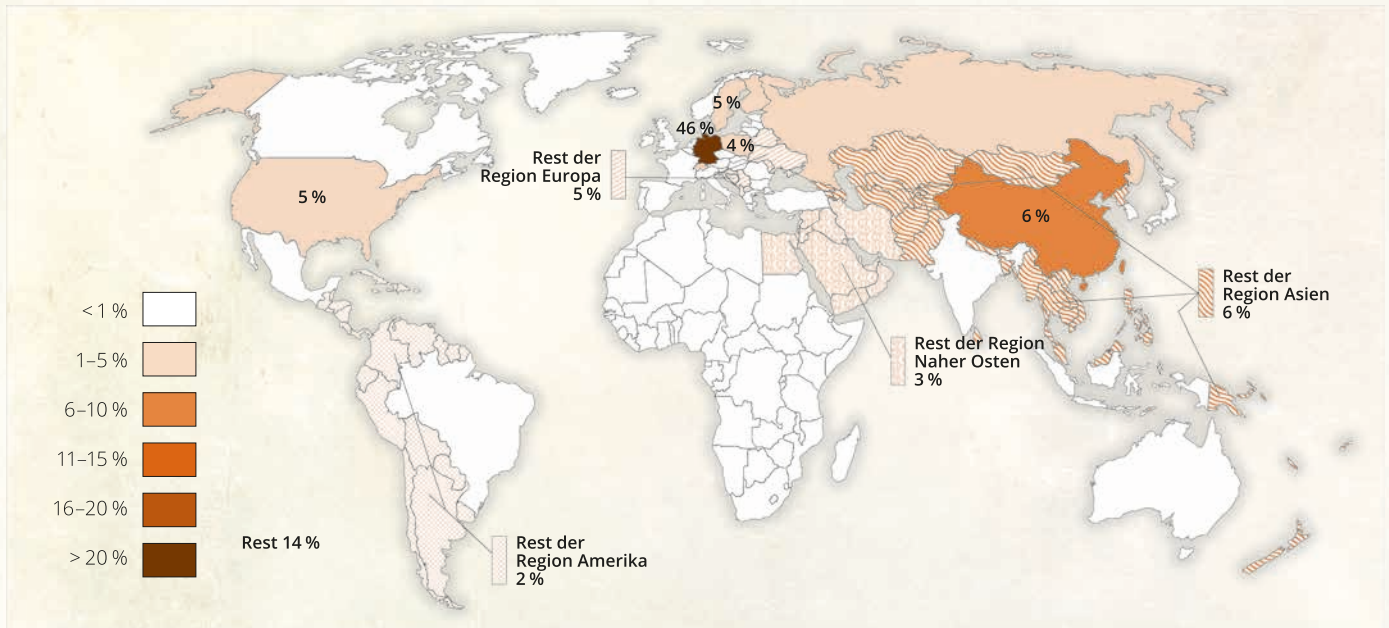 5 %
46 %
4 %
Rest der
Region Europa
5 %
5 %
6 %
Rest der
Region Asien
6 %
< 1 %
1–5 %
6–10 %
11–15 %
16–20 %
> 20 %
Rest der Region
Naher Osten
3 %
Rest 14 %
Rest der
Region Amerika
2 %